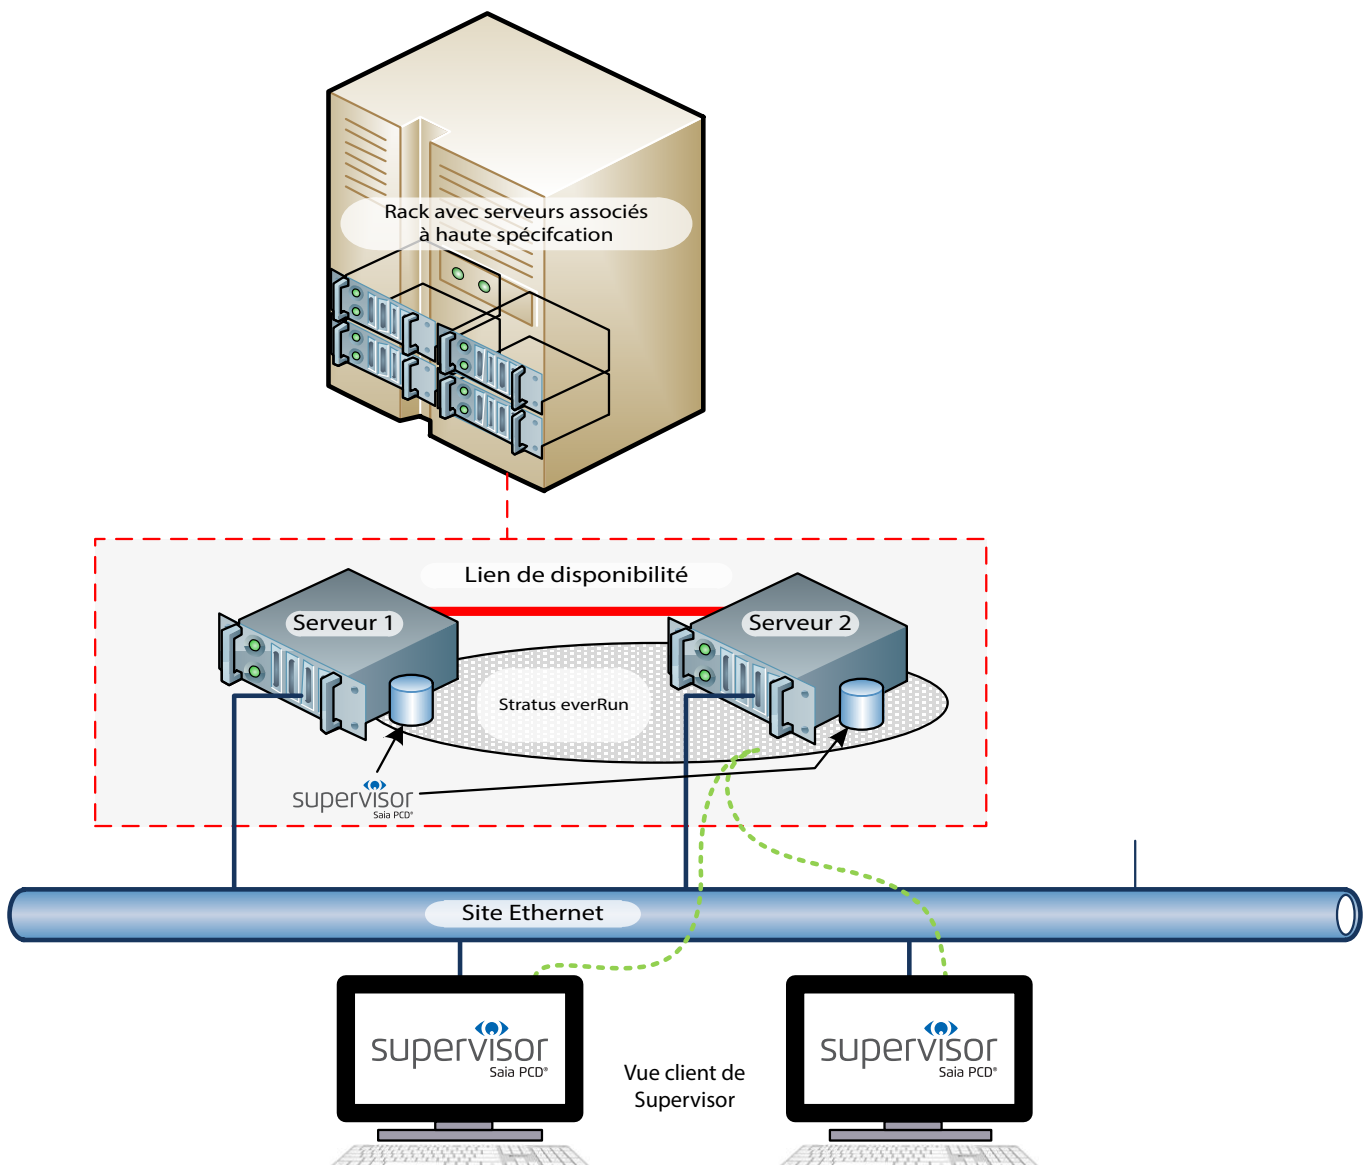 Rack avec serveurs associés
à haute spécifcation
Lien de disponibilité
Serveur 1
Serveur 2
Stratus everRun
supervisor
Saia PCD®
Site Ethernet
supervisor
Saia PCD®
Vue client de
Supervisor
supervisor
Saia PCD®